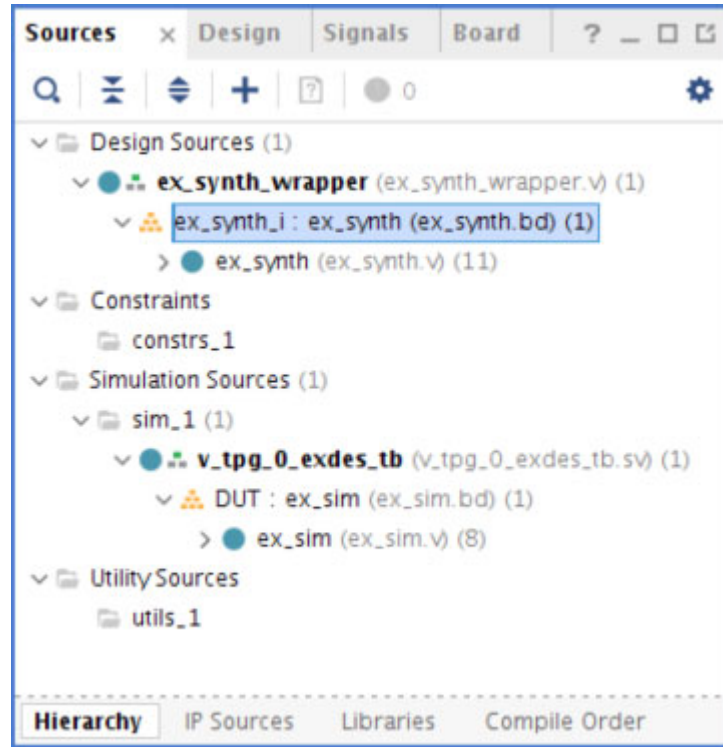 Sources × Design Signals Board ? _
0
Design Sources (1)
ex_synth_wrapper (ex_synth_wrapper.v) (1)
ex_synth_i : ex_synth (ex_synth.bd) (1)
ex_synth (ex_synth.v) (11)
Constraints
constrs_1
Simulation Sources (1)
sim_1 (1)
v_tpg_0_exdes_tb (v_tpg_0_exdes_tb.sv) (1)
DUT : ex_sim (ex_sim.bd) (1)
ex_sim (ex_sim.v) (8)
Utility Sources
utils_1
Hierarchy IP Sources Libraries Compile Order